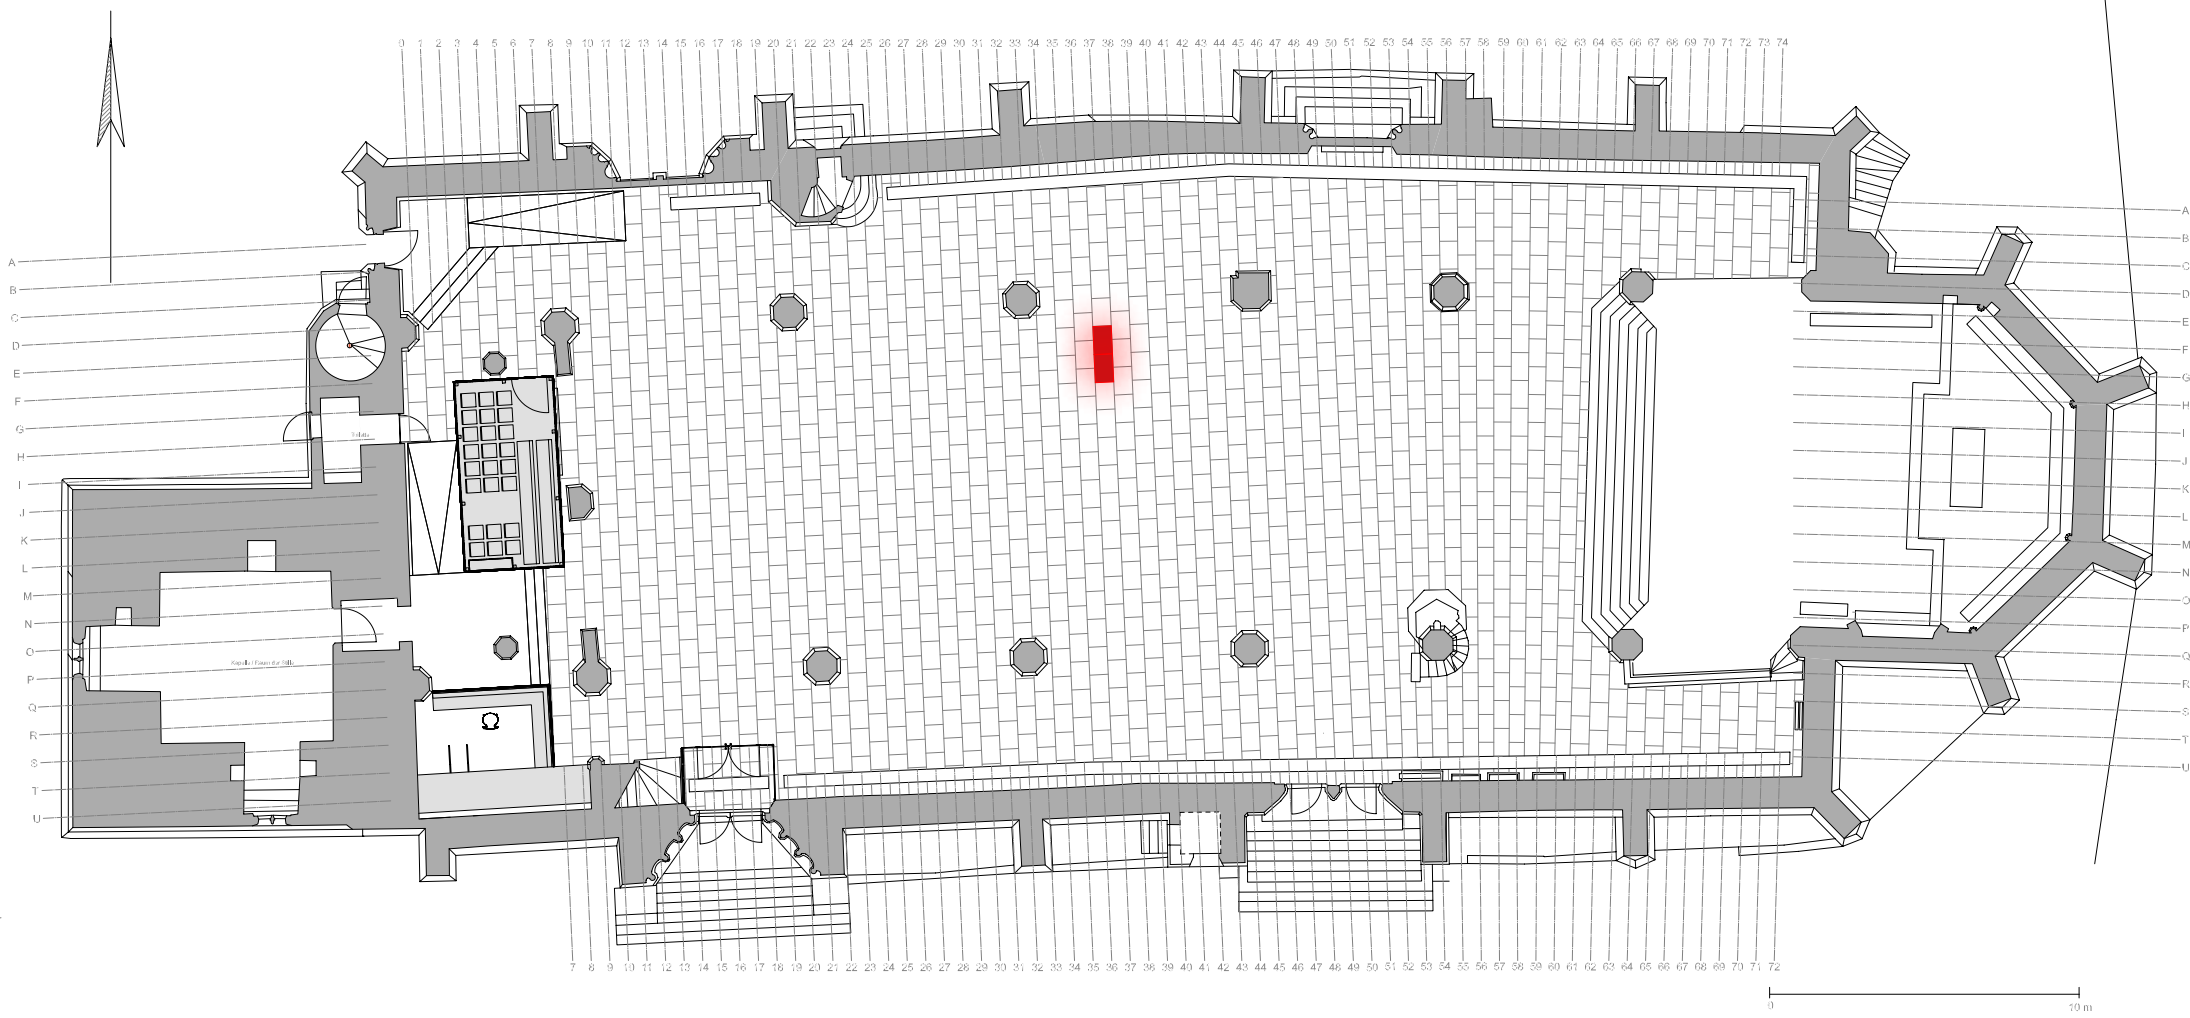 0 1 2 3 4 5 6 7 8 9 10 11 12 13 14 15 16 17 18 19 20 21 22 23 24 25 26 27 28 29 30 31 32 33 34 35 36 37 38 39 40 41 42 43 44 45 46 47 48 49 50 51 52 53 54 55 56 57 58 59 60 61 62 63 64 65 66 67 68 69 70 71 72 73 74
A
B
C
D
E
F
G
H
I
J
K
L
M
N
O
P
Q
R
S
T
U
Kapelle / Raum der Stille
A
B
C
D
E
F
G
H
I
J
K
L
M
N
O
P
Q
R
S
T
U
7 8 9 10 11 12 13 14 15 16 17 18 19 20 21 22 23 24 25 26 27 28 29 30 31 32 33 34 35 36 37 38 39 40 41 42 43 44 45 46 47 48 49 50 51 52 53 54 55 56 57 58 59 60 61 62 63 64 65 66 67 68 69 70 71 72
0 10 m